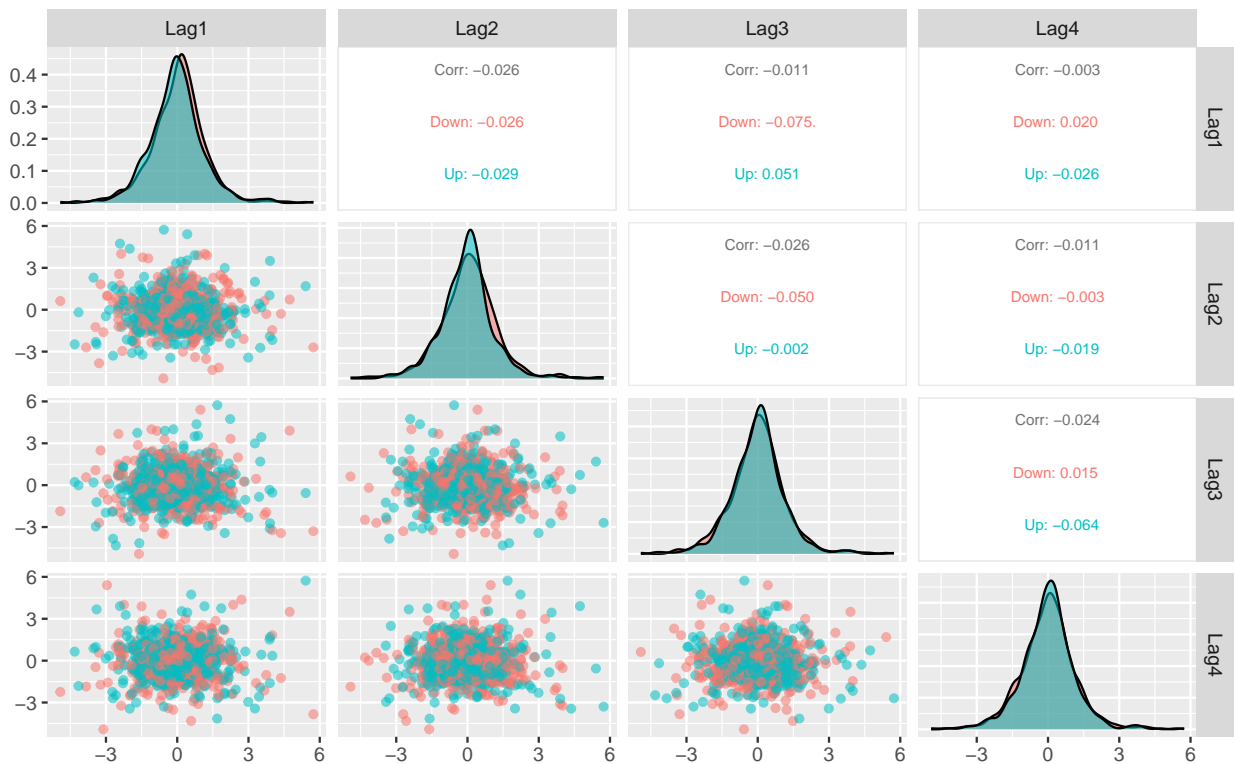 Lag1 Lag2 Lag3 Lag4
0.4 Corr: −0.026 Corr: −0.011 Corr: −0.003
0.3 Down: −0.026 Down: −0.075. Down: 0.020 Lag1
0.2
0.1 Up: −0.029 Up: 0.051 Up: −0.026
0.0
6 Corr: −0.026 Corr: −0.011
3
0 Down: −0.050 Down: −0.003 Lag2
−3 Up: −0.002 Up: −0.019
6 Corr: −0.024
3
0 Down: 0.015 Lag3
−3 Up: −0.064
6
3
0 Lag4
−3
−3 0 3 6 −3 0 3 6 −3 0 3 6 −3 0 3 6